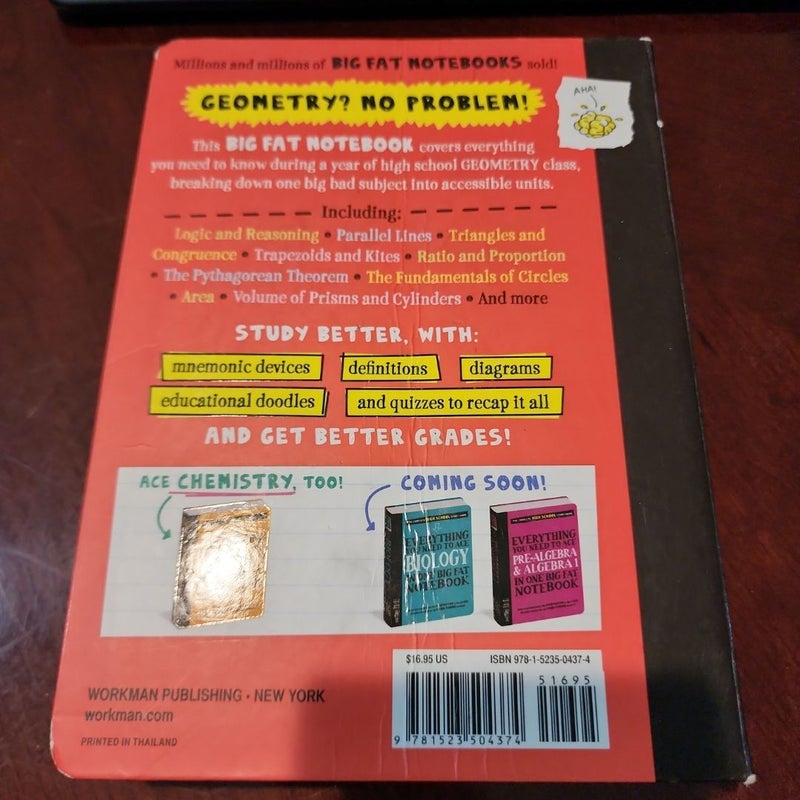 Millions and millions of BIG FAT NOTEBOOKS sold!
GEOMETRY? NO PROBLEM!
AHA!
This BIG FAT NOTEBOOK covers everything
you need to know during a year of high school GEOMETRY class,
breaking down one big bad subject into accessible units.
Including:
Logic and Reasoning • Parallel Lines • Triangles and
Congruence • Trapezoids and Kites • Ratio and Proportion
• The Pythagorean Theorem • The Fundamentals of Circles
• Area • Volume of Prisms and Cylinders • And more
STUDY BETTER, WITH:
mnemonic devices definitions diagrams
educational doodles and quizzes to recap it all
AND GET BETTER GRADES!
ACE CHEMISTRY, TOO!
COMING SOON!
EVERYTHING
YOU NEED TO ACE
BIOLOGY
IN ONE BIG FAT
NOTEBOOK
EVERYTHING
YOU NEED TO ACE
PRE-ALGEBRA
& ALGEBRA 1
IN ONE BIG FAT
NOTEBOOK
WORKMAN PUBLISHING • NEW YORK
workman.com
PRINTED IN THAILAND
$16.95 US ISBN 978-1-5235-0437-4
51695
9 781523 504374